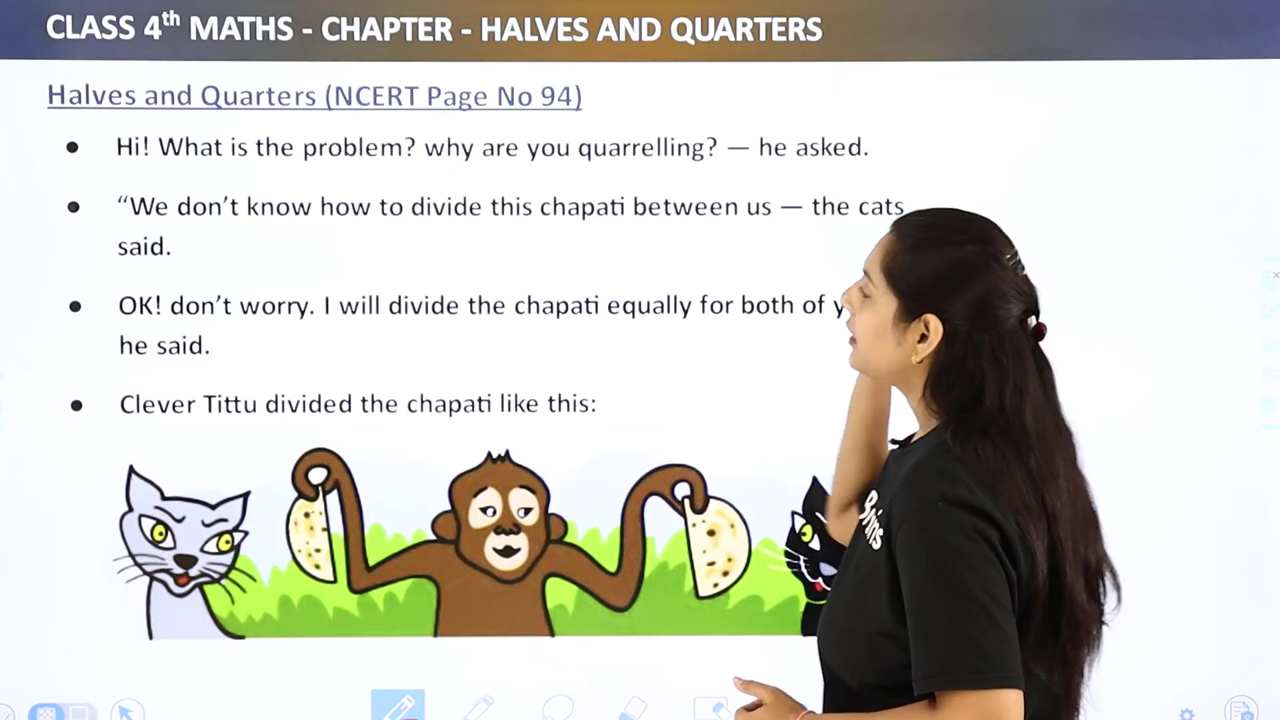 CLASS 4th MATHS - CHAPTER - HALVES AND QUARTERS
Halves and Quarters (NCERT Page No 94)
● Hi! What is the problem? why are you quarrelling? — he asked.
● “We don’t know how to divide this chapati between us — the cats
said.
● OK! don’t worry. I will divide the chapati equally for both of
he said.
● Clever Tittu divided the chapati like this: